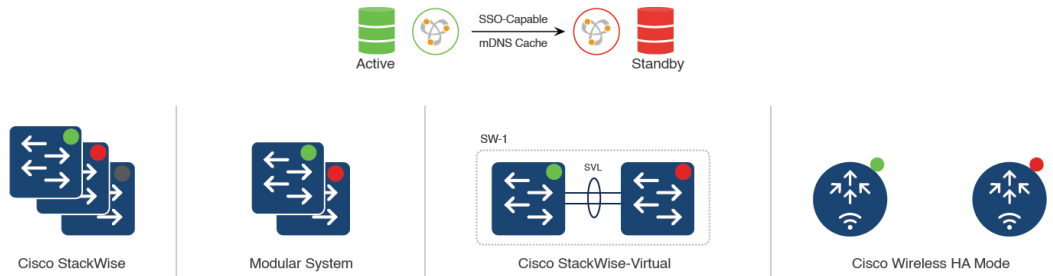 SSO-Capable
mDNS Cache
Active
Standby
SW-1
SVL
Cisco StackWise
Modular System
Cisco StackWise-Virtual
Cisco Wireless HA Mode